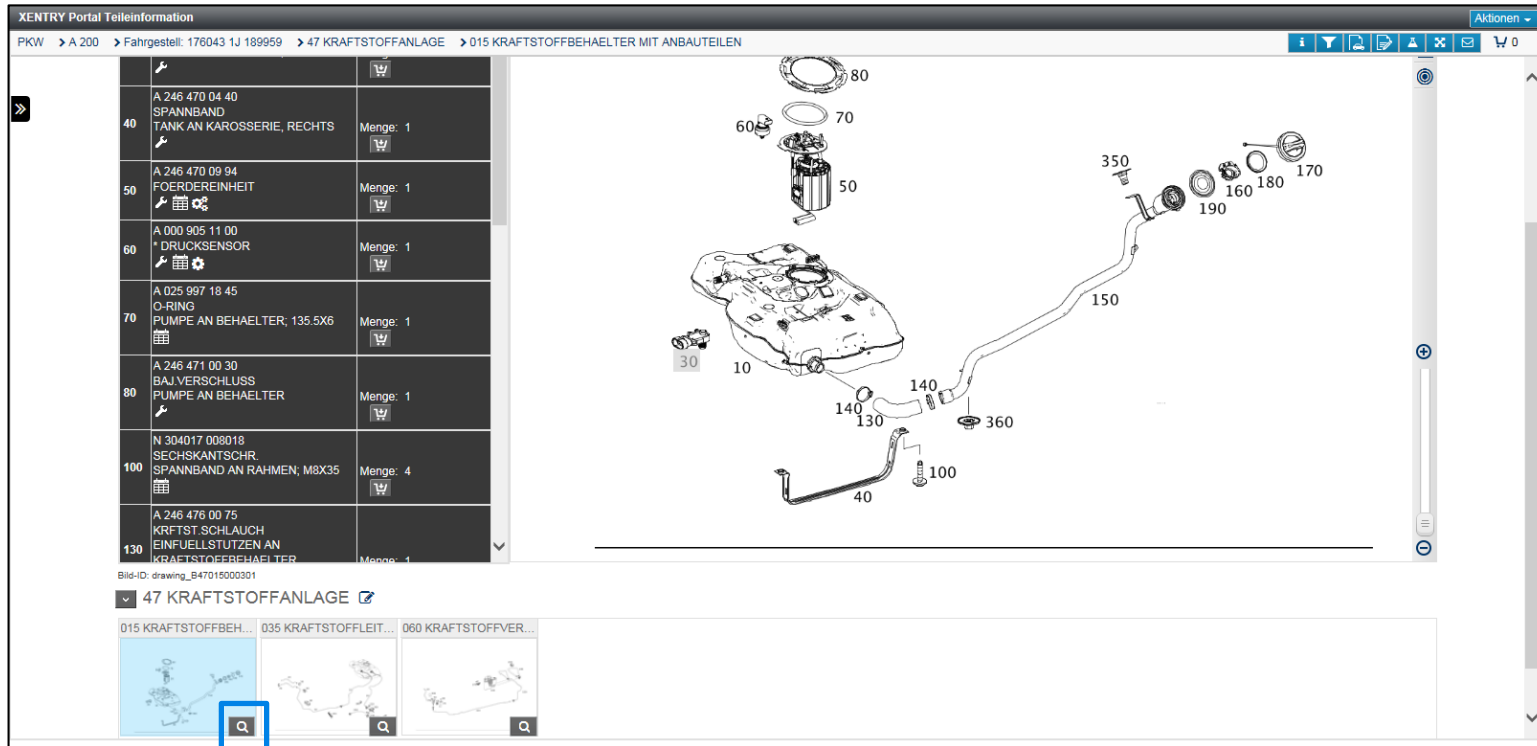 XENTRY Portal Teileinformation
Aktionen
PKW > A 200 > Fahrgestell: 176043 1J 189959 > 47 KRAFTSTOFFANLAGE > 015 KRAFTSTOFFBEHAELTER MIT ANBAUTEILEN
0
40
A 246 470 04 40
SPANNBAND
TANK AN KAROSSERIE, RECHTS
Menge: 1
50
A 246 470 09 94
FOERDEREINHEIT
Menge: 1
60
A 000 905 11 00
* DRUCKSENSOR
Menge: 1
70
A 025 997 18 45
O-RING
PUMPE AN BEHAELTER; 135.5X6
Menge: 1
80
A 246 471 00 30
BAJ.VERSCHLUSS
PUMPE AN BEHAELTER
Menge: 1
100
N 304017 008018
SECHSKANTSCHR.
SPANNBAND AN RAHMEN; M8X35
Menge: 4
130
A 246 476 00 75
KRFTST.SCHLAUCH
EINFUELLSTUTZEN AN
KRAFTSTOFFBEHAELTER
Menge: 1
80
70
60
50
350
170
180
160
190
150
30
10
140
140
130
360
100
40
Bild-ID: drawing_B47015000301
47 KRAFTSTOFFANLAGE
015 KRAFTSTOFFBEH...
035 KRAFTSTOFFLEIT...
060 KRAFTSTOFFVER...